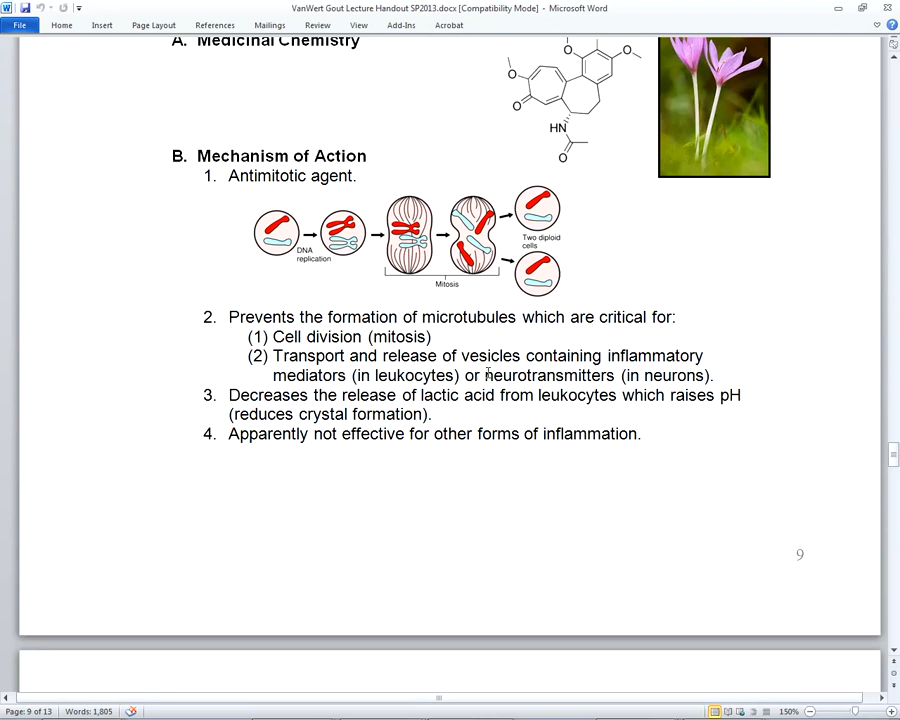 VanWert Gout Lecture Handout SP2013.docx [Compatibility Mode] - Microsoft Word
File Home Insert Page Layout References Mailings Review View Add-Ins Acrobat
A. Medicinal Chemistry
O
O
O
O
HN
O
B. Mechanism of Action
1. Antimitotic agent.
DNA
replication
Two diploid
cells
Mitosis
2. Prevents the formation of microtubules which are critical for:
(1) Cell division (mitosis)
(2) Transport and release of vesicles containing inflammatory
mediators (in leukocytes) or neurotransmitters (in neurons).
3. Decreases the release of lactic acid from leukocytes which raises pH
(reduces crystal formation).
4. Apparently not effective for other forms of inflammation.
9
Page: 9 of 13 Words: 1,805 150%